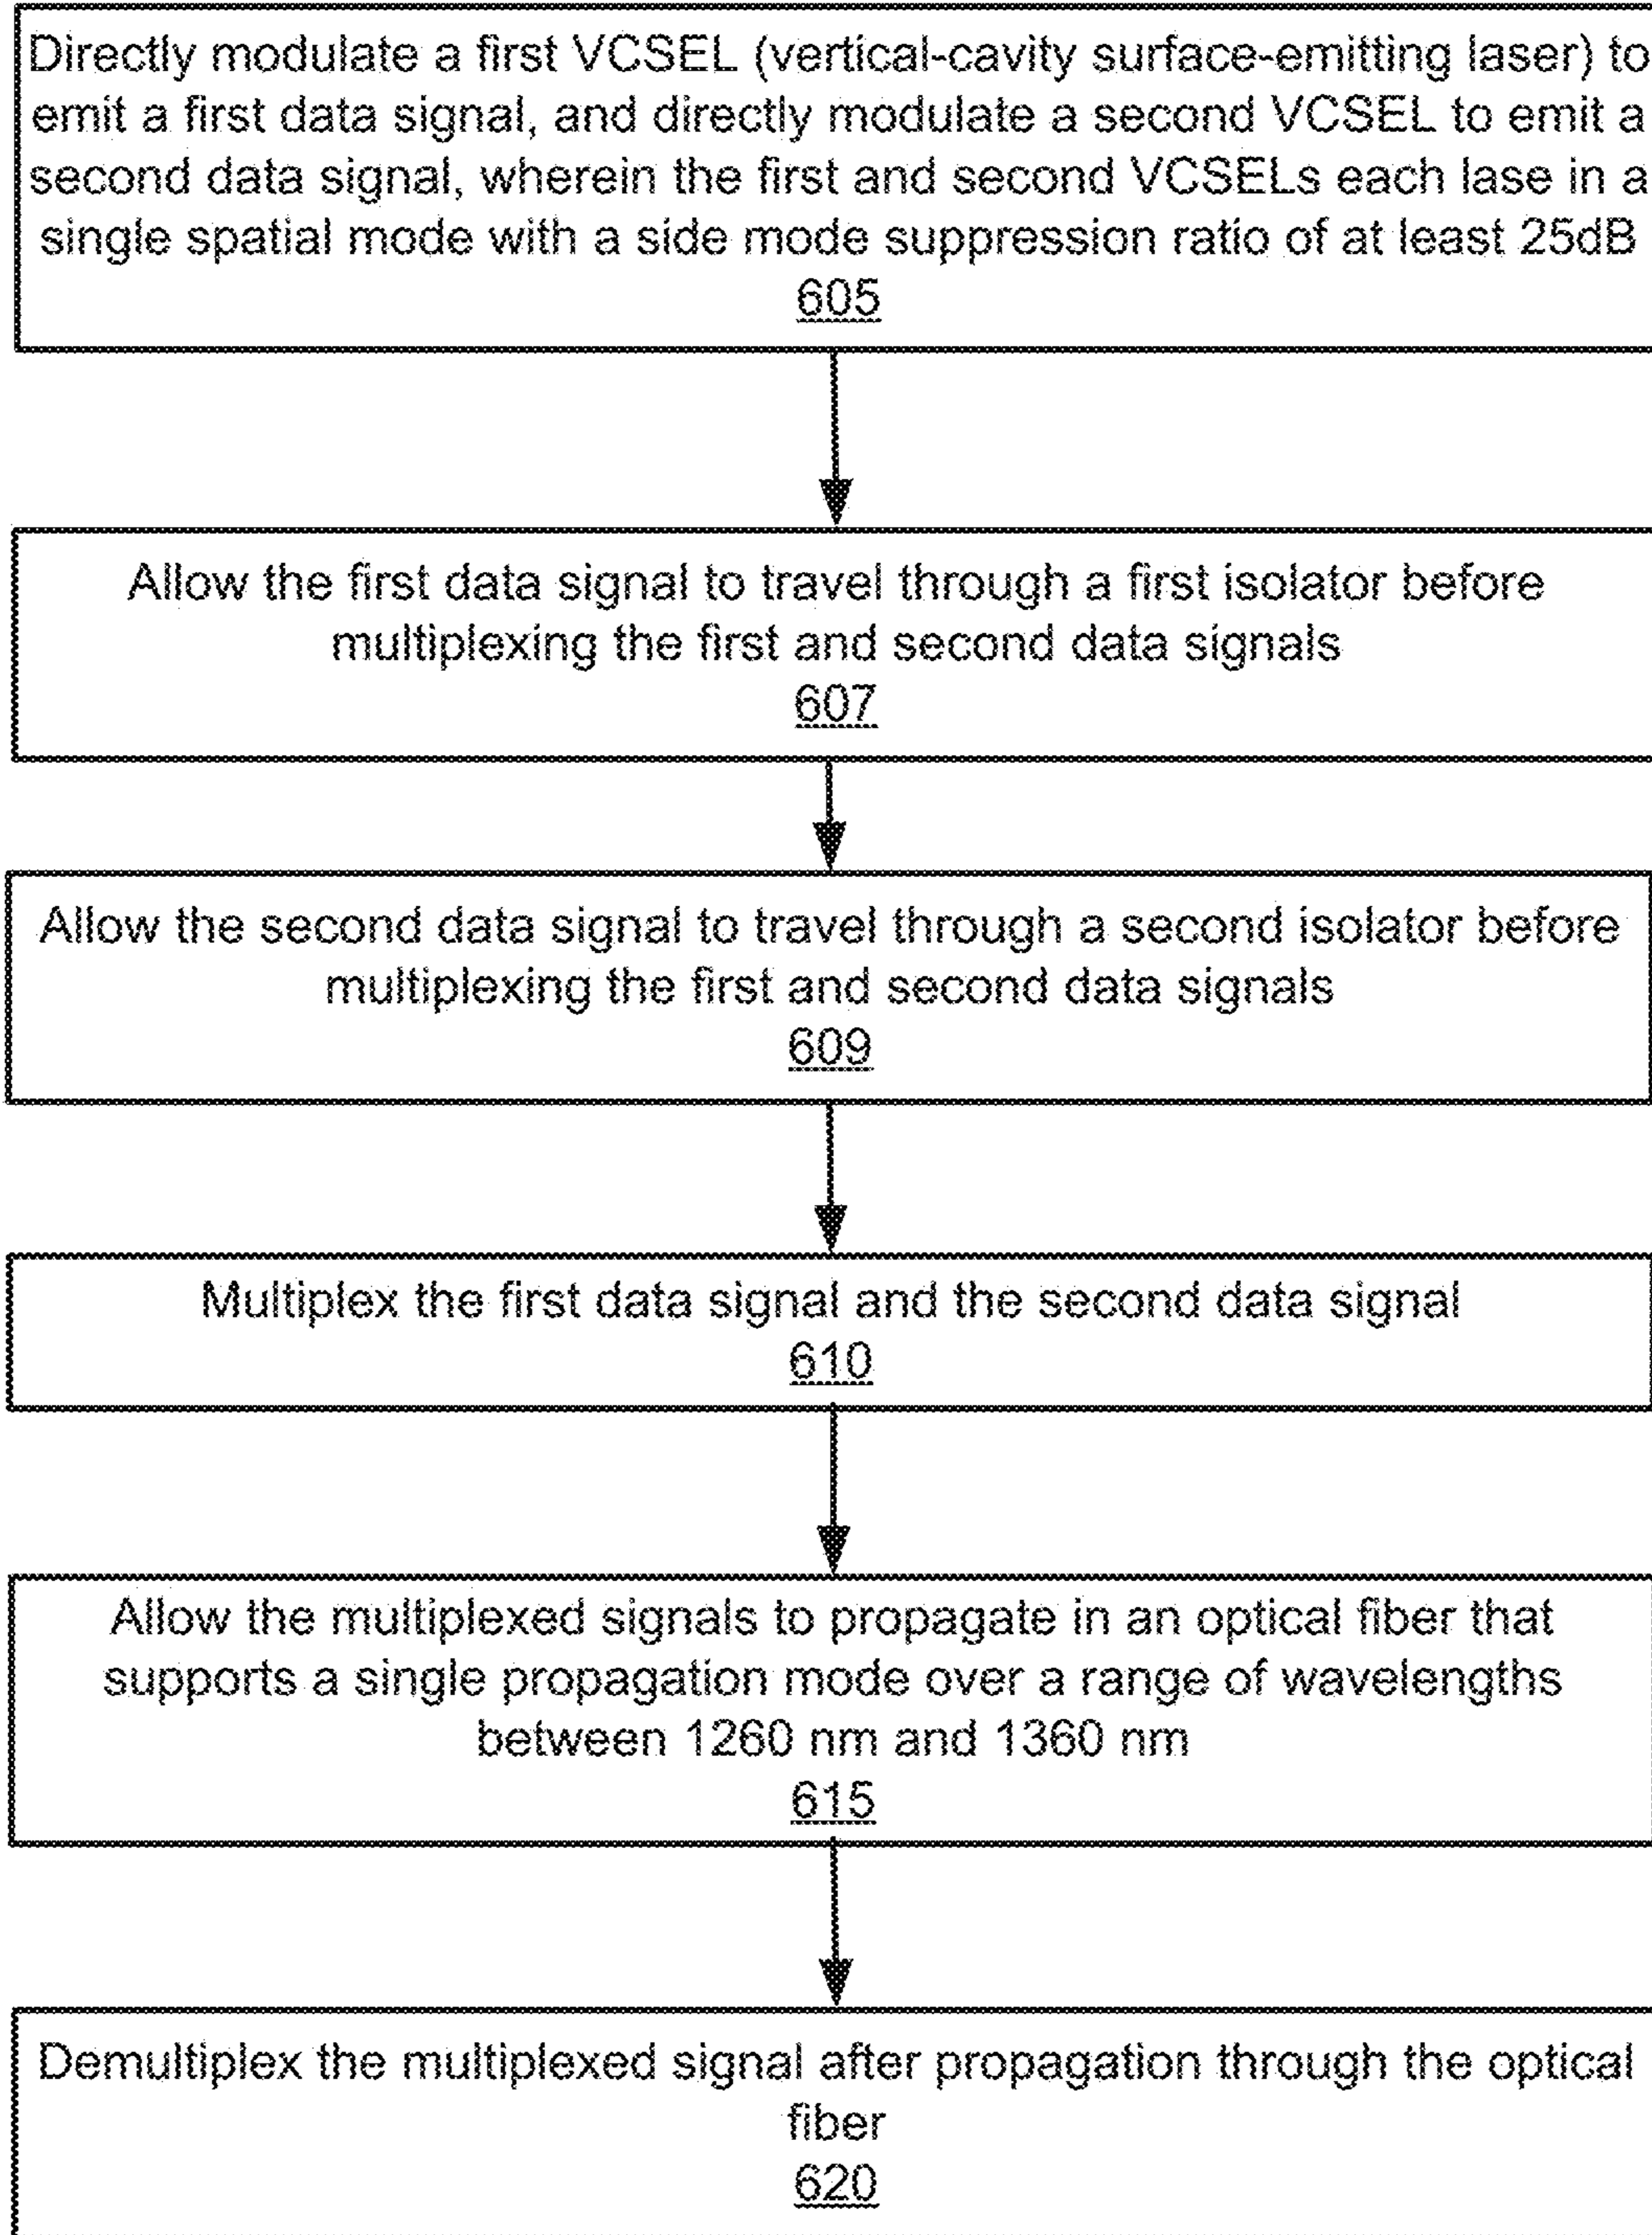 Directly modulate a first VCSEL (vertical-cavity surface-emitting laser) to
emit a first data signal, and directly modulate a second VCSEL to emit a
second data signal, wherein the first and second VCSELs each lase in a
single spatial mode with a side mode suppression ratio of at least 25dB
605
Allow the first data signal to travel through a first isolator before
multiplexing the first and second data signals
607
Allow the second data signal to travel through a second isolator before
multiplexing the first and second data signals
609
Multiplex the first data signal and the second data signal
610
Allow the multiplexed signals to propagate in an optical fiber that
supports a single propagation mode over a range of wavelengths
between 1260 nm and 1360 nm
615
Demultiplex the multiplexed signal after propagation through the optical
fiber
620